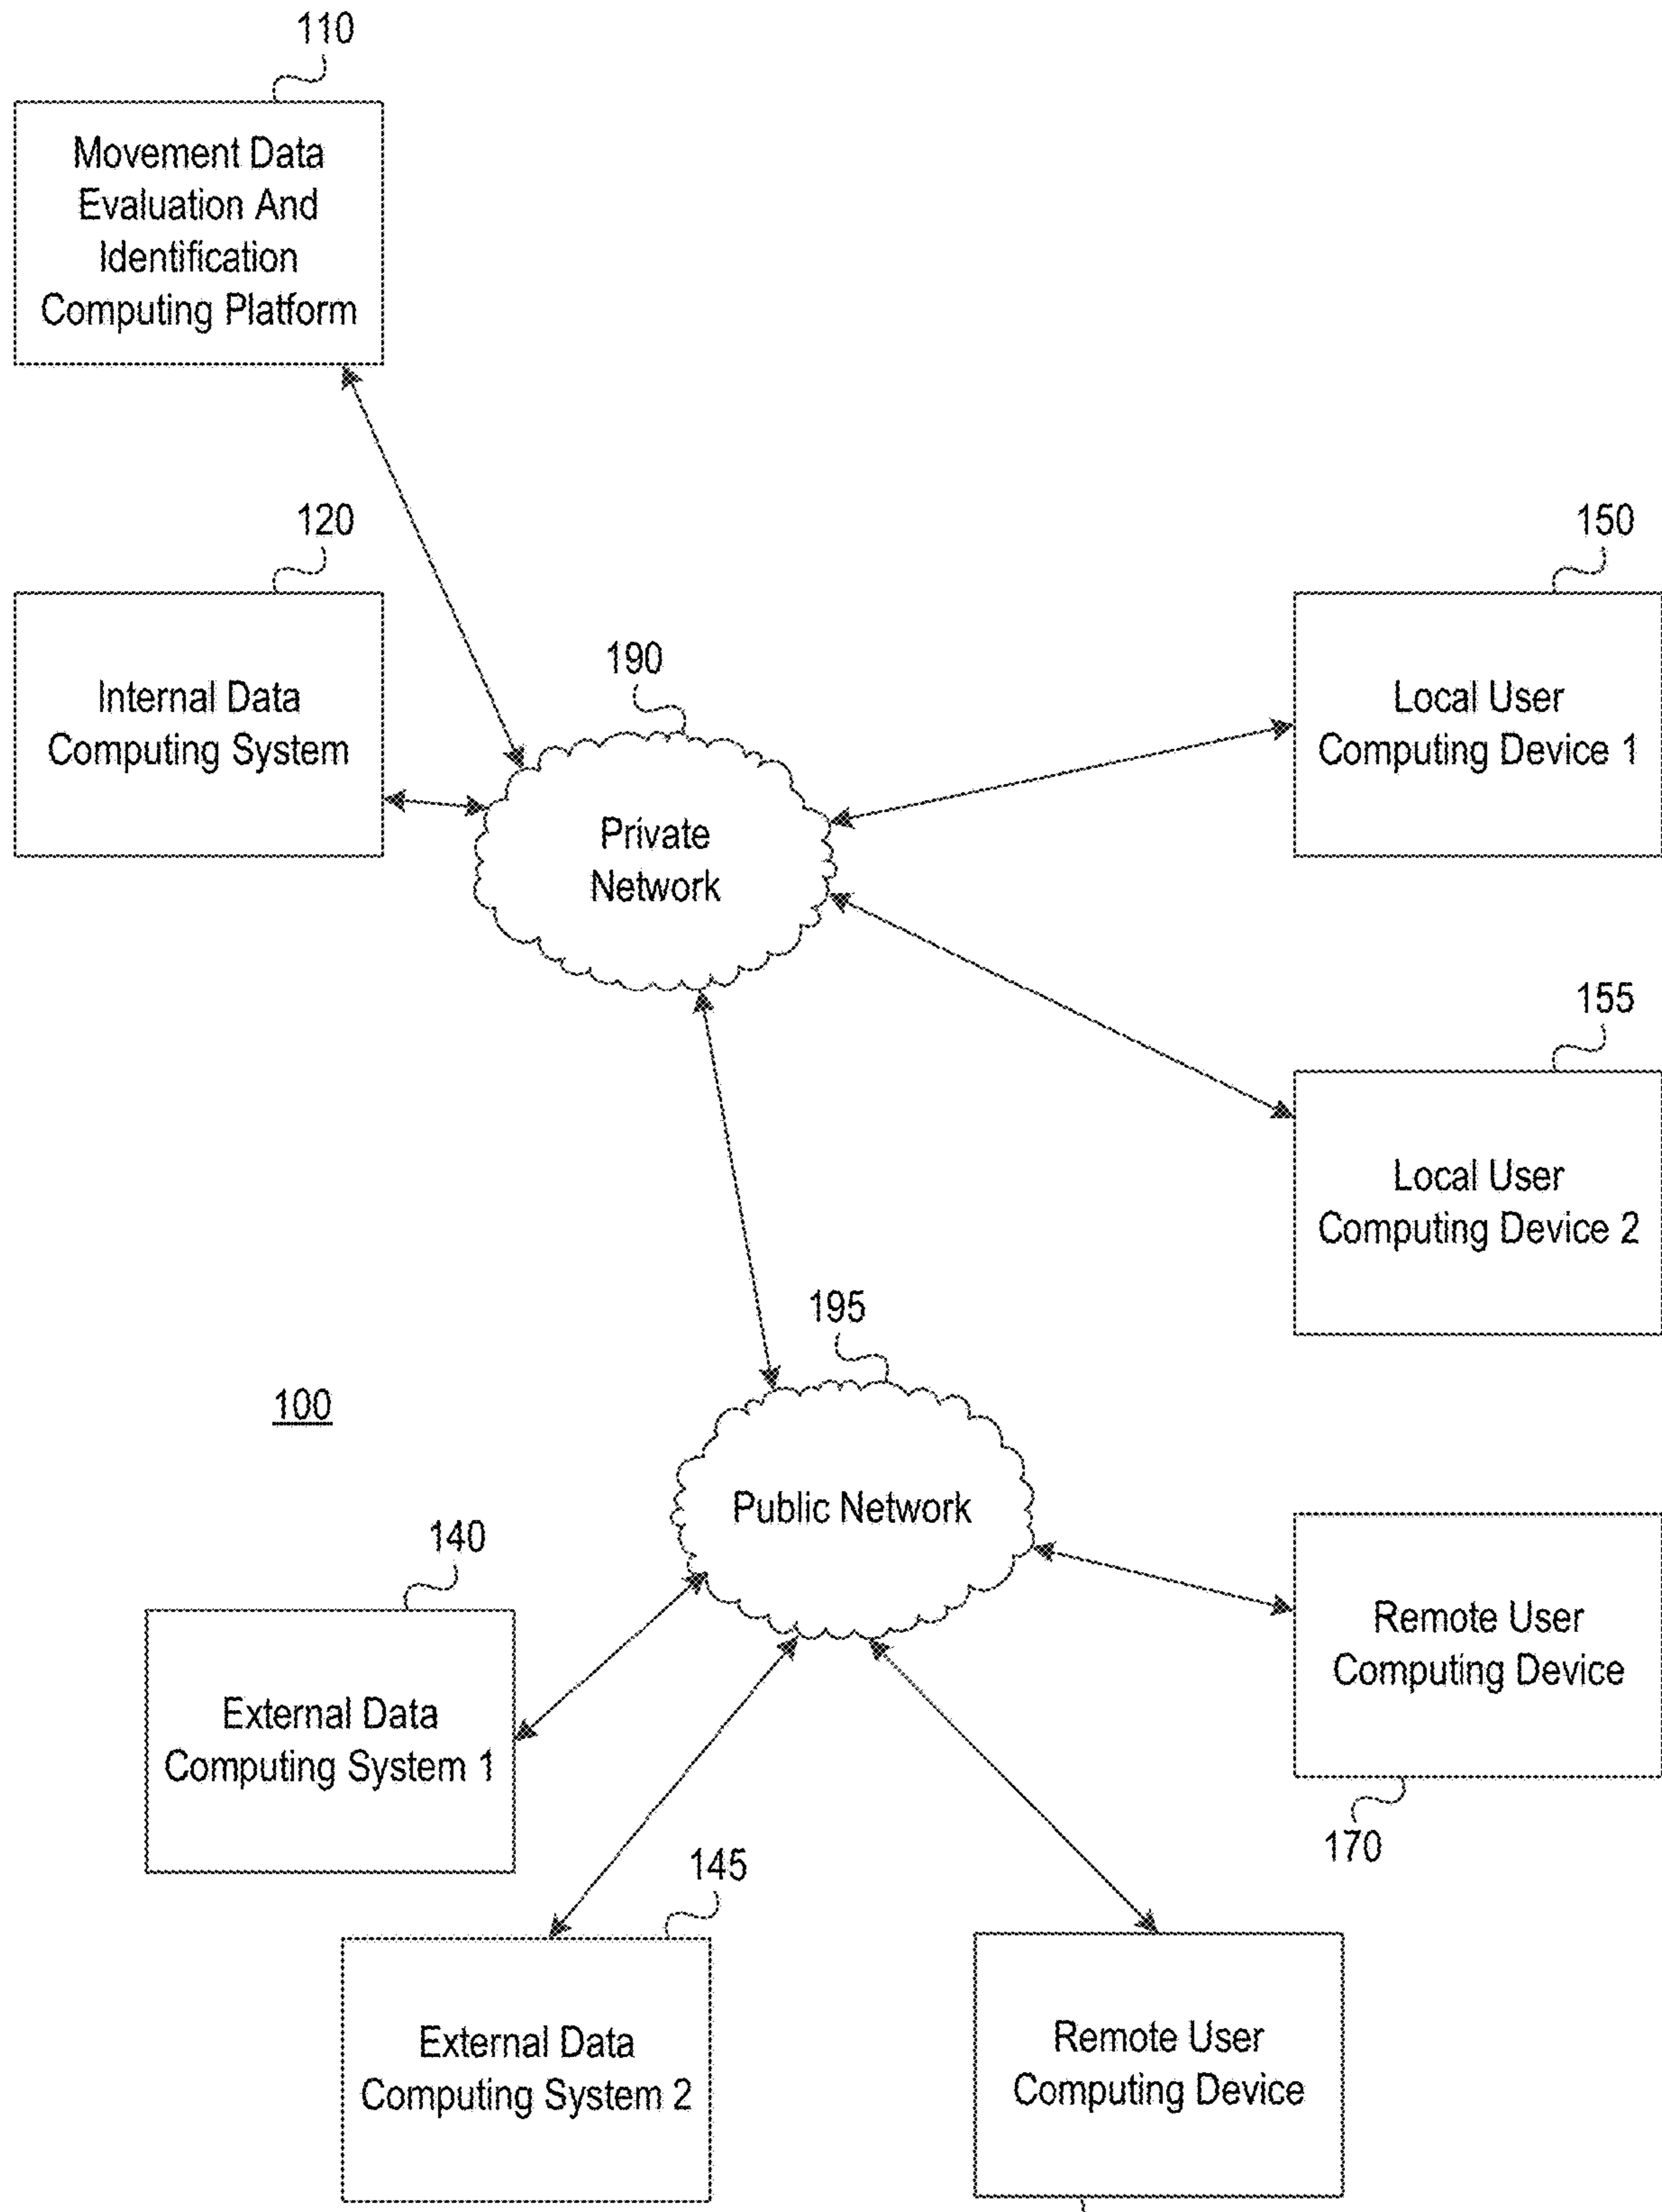 110
Movement Data
Evaluation And
Identification
Computing Platform
120
Internal Data
Computing System
190
Private
Network
150
Local User
Computing Device 1
155
Local User
Computing Device 2
195
Public Network
100
140
External Data
Computing System 1
145
External Data
Computing System 2
Remote User
Computing Device
170
Remote User
Computing Device